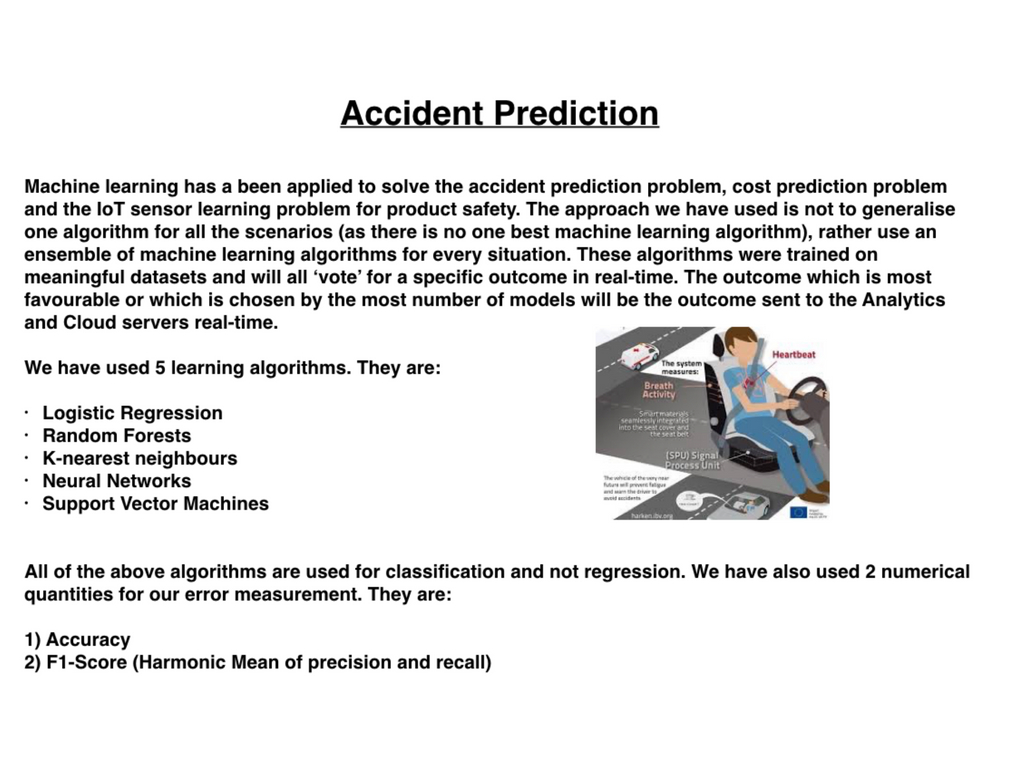 Accident Prediction
Machine learning has a been applied to solve the accident prediction problem, cost prediction problem
and the IoT sensor learning problem for product safety. The approach we have used is not to generalise
one algorithm for all the scenarios (as there is no one best machine learning algorithm), rather use an
ensemble of machine learning algorithms for every situation. These algorithms were trained on
meaningful datasets and will all ‘vote’ for a specific outcome in real-time. The outcome which is most
favourable or which is chosen by the most number of models will be the outcome sent to the Analytics
and Cloud servers real-time.
We have used 5 learning algorithms. They are:
· Logistic Regression
· Random Forests
· K-nearest neighbours
· Neural Networks
· Support Vector Machines
The system
measures:
Heartbeat
Breath
Activity
Smart materials
seamlessly integrated
into the seat cover and
the seat belt
(SPU) Signal
Process Unit
The vehicle of the very near
future will prevent fatigue
and warn the driver to
avoid accidents
harken.ibv.org
All of the above algorithms are used for classification and not regression. We have also used 2 numerical
quantities for our error measurement. They are:
1) Accuracy
2) F1-Score (Harmonic Mean of precision and recall)